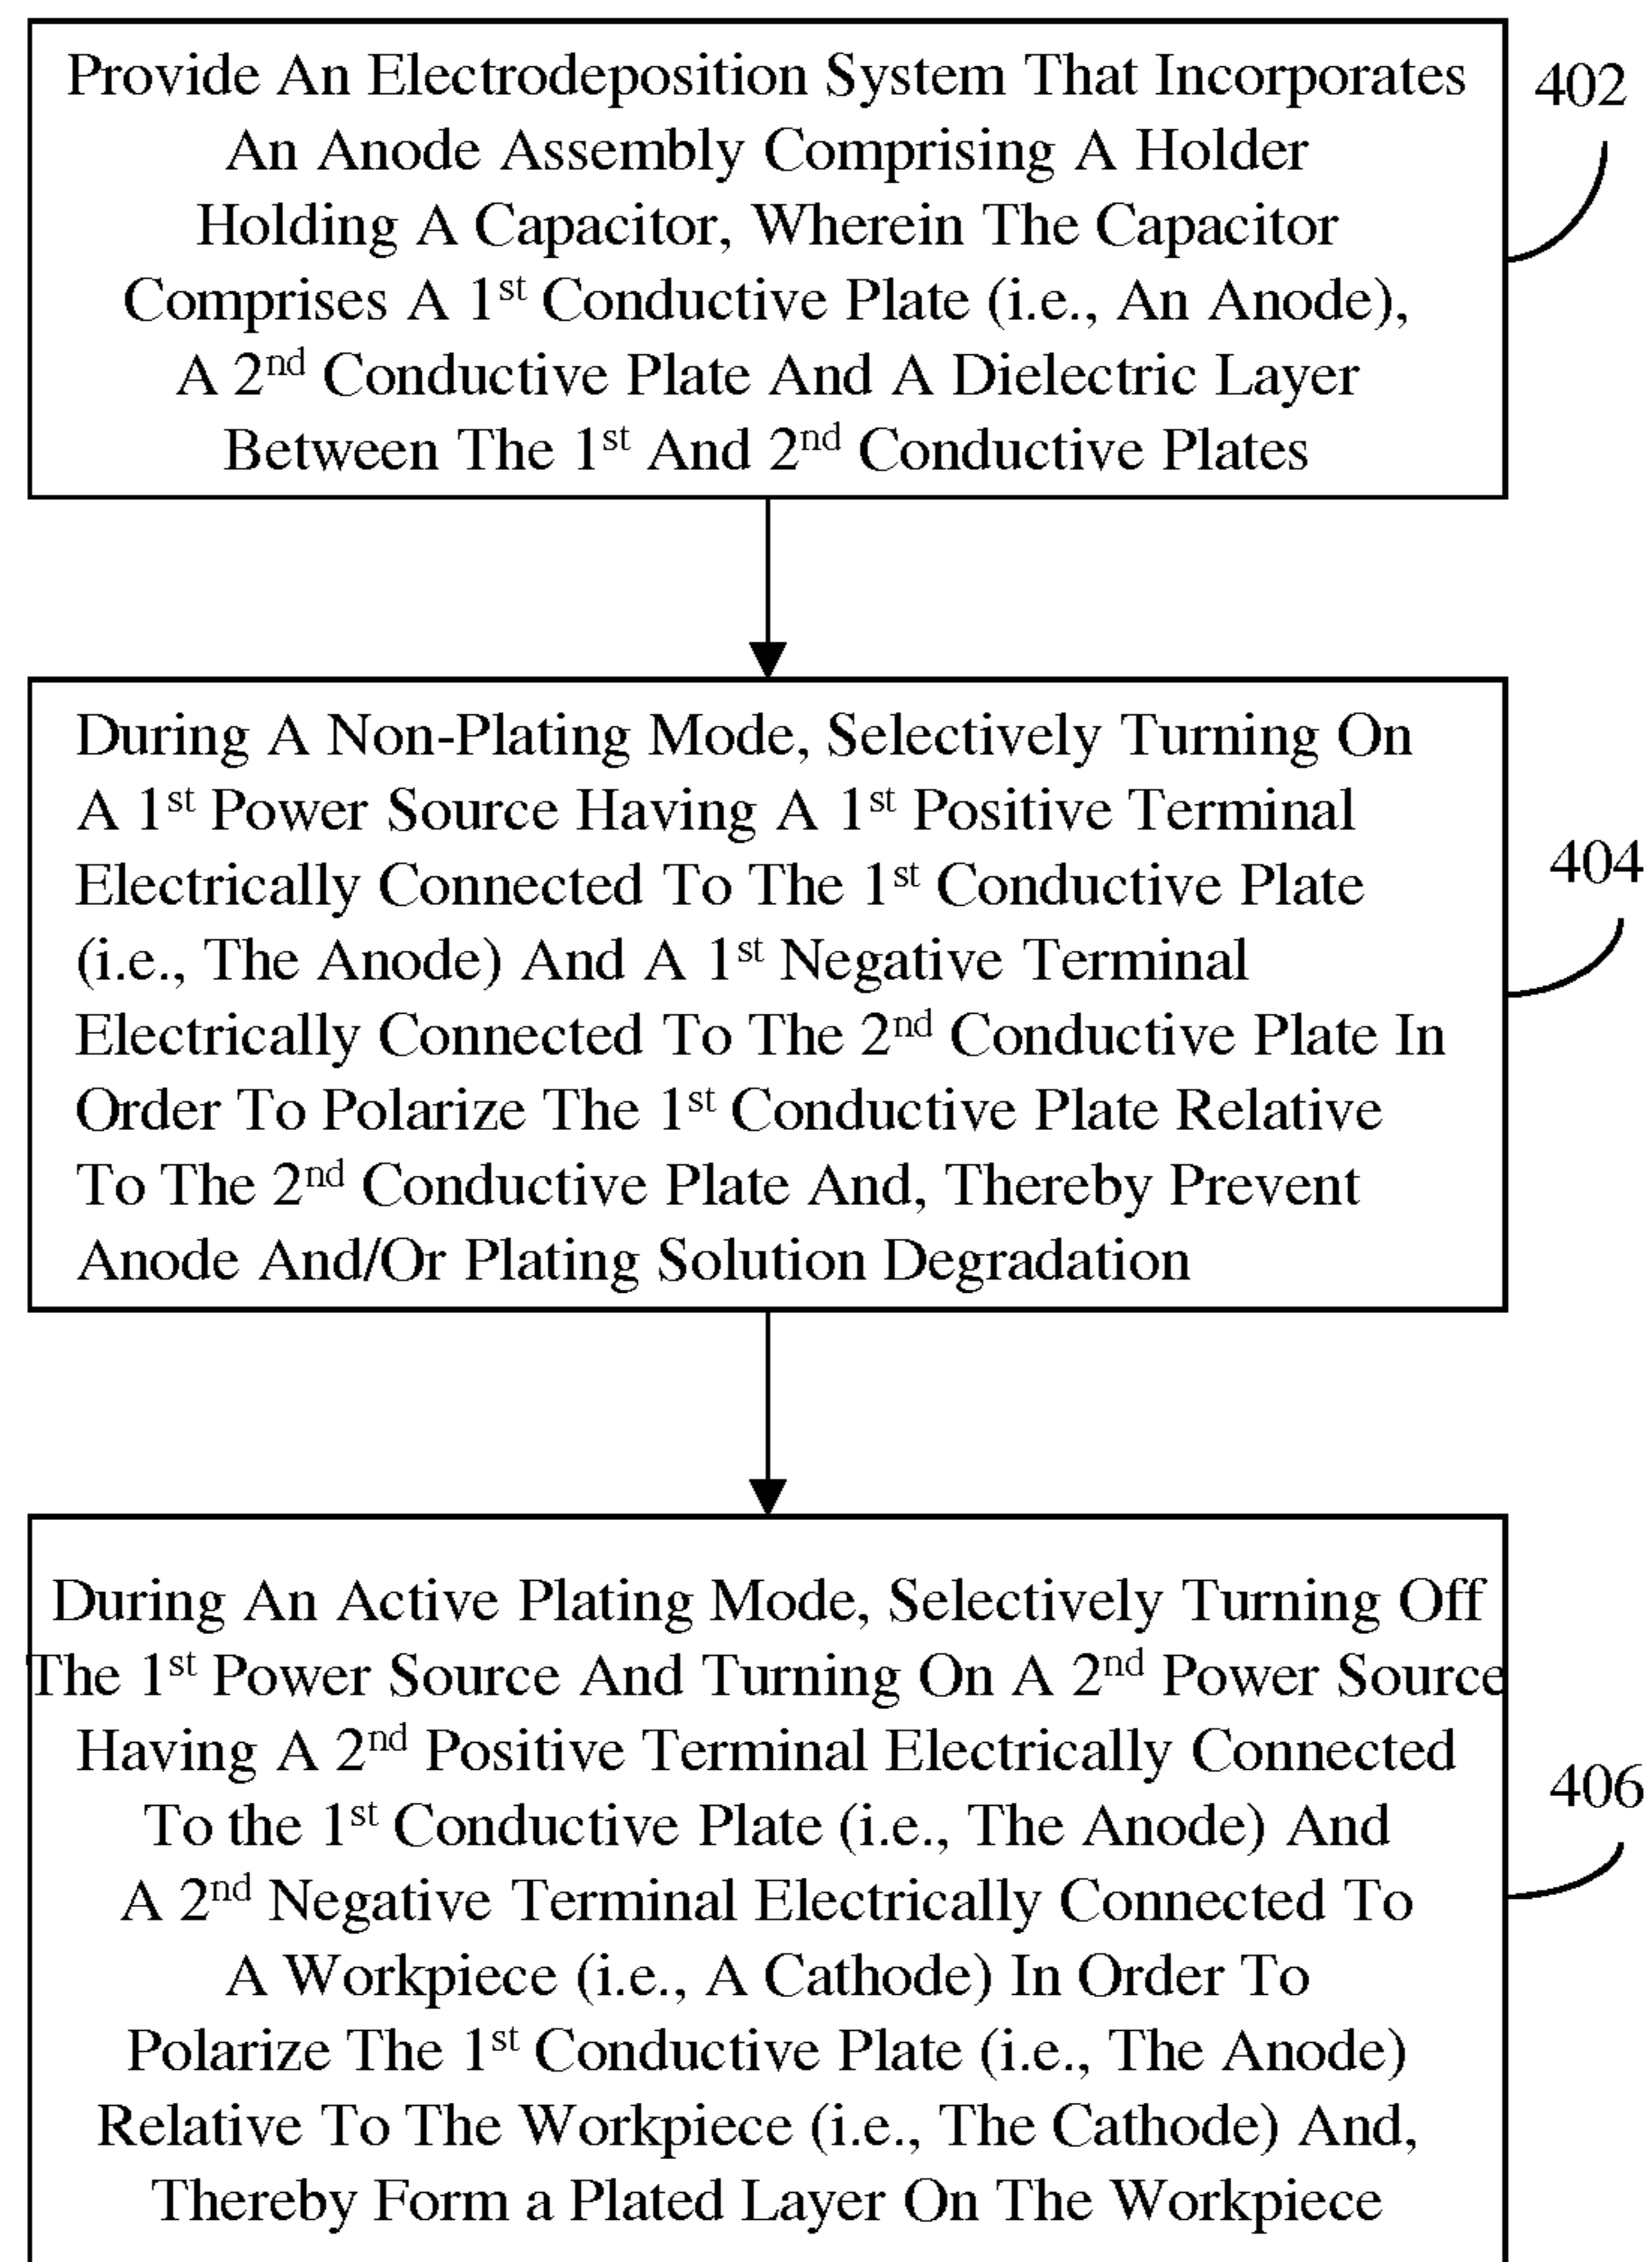 Provide An Electrodeposition System That Incorporates
An Anode Assembly Comprising A Holder
Holding A Capacitor, Wherein The Capacitor
Comprises A 1st Conductive Plate (i.e., An Anode),
A 2nd Conductive Plate And A Dielectric Layer
Between The 1st And 2nd Conductive Plates
402
During A Non-Plating Mode, Selectively Turning On
A 1st Power Source Having A 1st Positive Terminal
Electrically Connected To The 1st Conductive Plate
(i.e., The Anode) And A 1st Negative Terminal
Electrically Connected To The 2nd Conductive Plate In
Order To Polarize The 1st Conductive Plate Relative
To The 2nd Conductive Plate And, Thereby Prevent
Anode And/Or Plating Solution Degradation
404
During An Active Plating Mode, Selectively Turning Off
The 1st Power Source And Turning On A 2nd Power Source
Having A 2nd Positive Terminal Electrically Connected
To the 1st Conductive Plate (i.e., The Anode) And
A 2nd Negative Terminal Electrically Connected To
A Workpiece (i.e., A Cathode) In Order To
Polarize The 1st Conductive Plate (i.e., The Anode)
Relative To The Workpiece (i.e., The Cathode) And,
Thereby Form a Plated Layer On The Workpiece
406